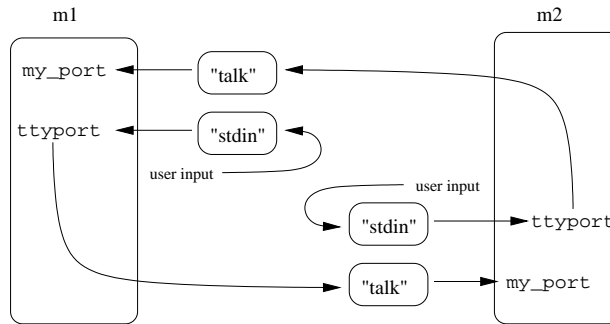 m1
m2
my_port
"talk"
ttyport
"stdin"
user input
user input
"stdin"
ttyport
"talk"
my_port